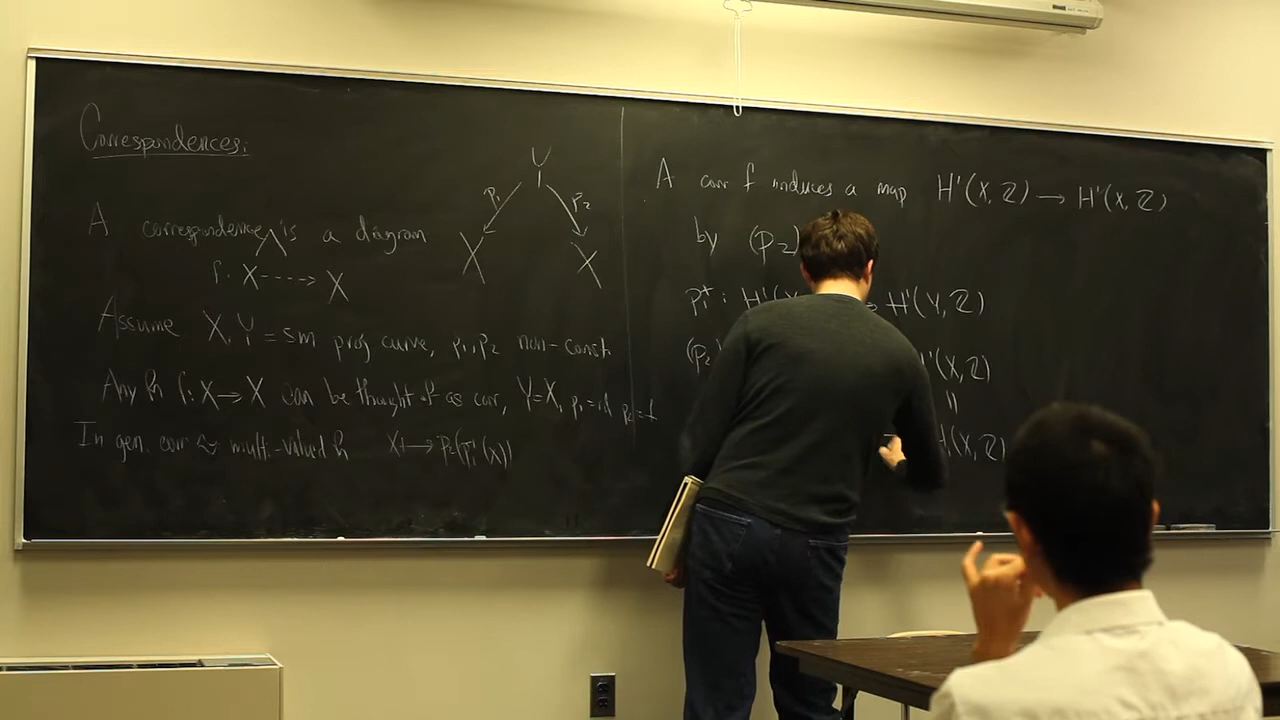 Correspondences:
Y
p₁ p₂
A correspondence is a diagram
X X
f: X ----> X
Assume X, Y = sm proj curve, p₁, p₂ non-const.
Any fn f: X → X can be thought of as cor, Y=X, p₁=id p₂=f
In gen. cor multi-valued fn X ↦ p₂(p₁⁻¹(x))
A corr f induces a map H¹(X, ℤ) → H¹(X, ℤ)
by (p₂)
p₁*: H¹(X → H¹(Y, ℤ)
(p₂) H¹(X, ℤ)
"
H₁(X, ℤ)